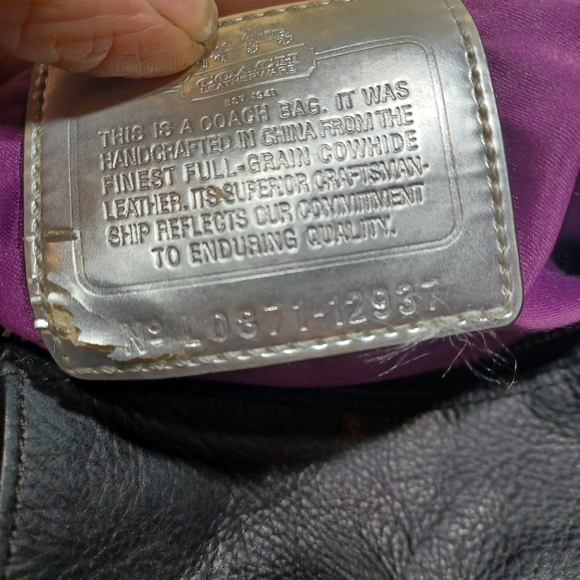 COACH
LEATHERWARE
EST. 1941
THIS IS A COACH BAG. IT WAS
HANDCRAFTED IN CHINA FROM THE
FINEST FULL-GRAIN COWHIDE
LEATHER. ITS SUPERIOR CRAFTSMAN-
SHIP REFLECTS OUR COMMITMENT
TO ENDURING QUALITY.
Nº L0871-12937